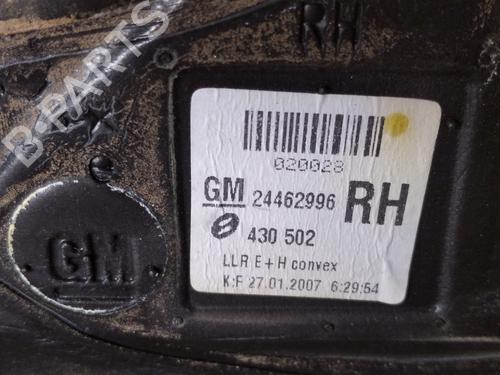 RH
B-PARTS
020028
GM 24462996 RH
430 502
LLR E + H convex
K:F 27.01.2007 6:29:54
GM